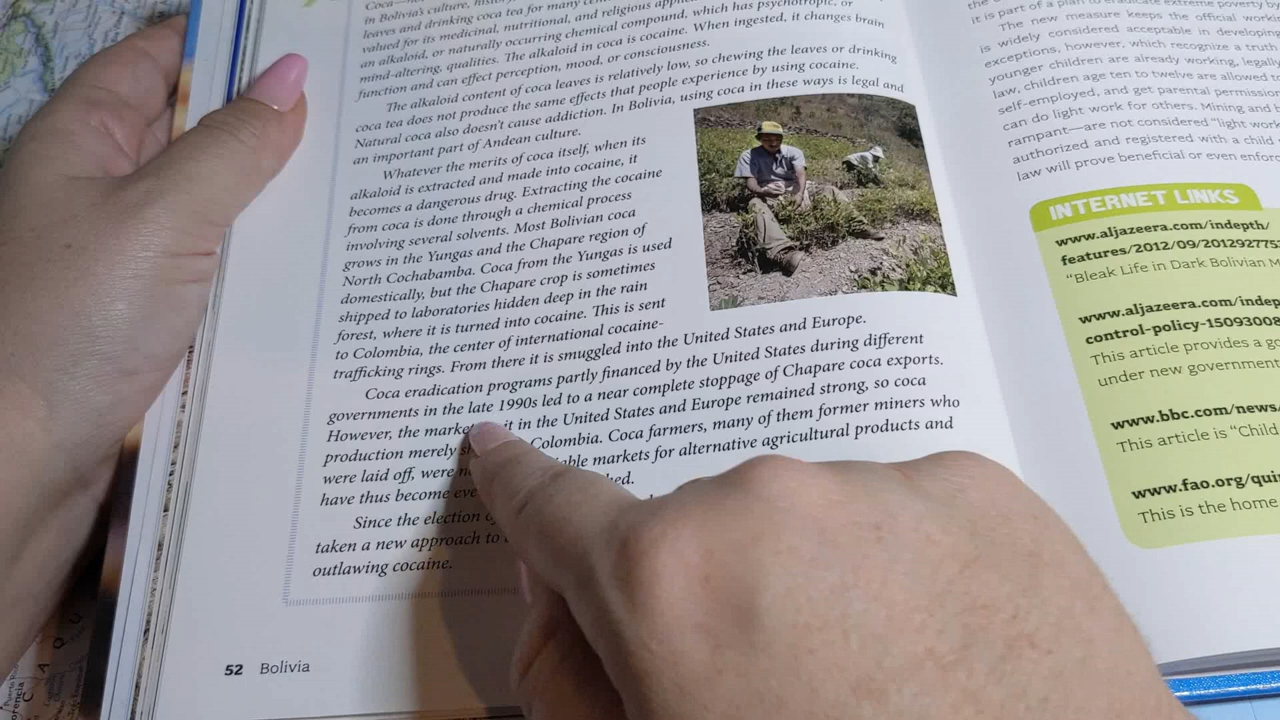 Coca—
in Bolivia's culture,
leaves and drinking coca tea for many
valued for its medicinal, nutritional, and religious
an alkaloid, or naturally occurring chemical compound, which has psychotropic, or
mind-altering, qualities. The alkaloid in coca is cocaine. When ingested, it changes brain
function and can effect perception, mood, or consciousness.
The alkaloid content of coca leaves is relatively low, so chewing the leaves or drinking
coca tea does not produce the same effects that people experience by using cocaine.
Natural coca also doesn't cause addiction. In Bolivia, using coca in these ways is legal and
an important part of Andean culture.
Whatever the merits of coca itself, when its
alkaloid is extracted and made into cocaine, it
becomes a dangerous drug. Extracting the cocaine
from coca is done through a chemical process
involving several solvents. Most Bolivian coca
grows in the Yungas and the Chapare region of
North Cochabamba. Coca from the Yungas is used
domestically, but the Chapare crop is sometimes
shipped to laboratories hidden deep in the rain
forest, where it is turned into cocaine. This is sent
to Colombia, the center of international cocaine-
trafficking rings. From there it is smuggled into the United States and Europe.
Coca eradication programs partly financed by the United States during different
governments in the late 1990s led to a near complete stoppage of Chapare coca exports.
However, the market it in the United States and Europe remained strong, so coca
production merely Colombia. Coca farmers, many of them former miners who
were laid off, were markets for alternative agricultural products and
have thus become
Since the election
taken a new approach to
outlawing cocaine.
52 Bolivia
it is part of a plan to eradicate extreme poverty by
The new measure keeps the official
is widely considered acceptable in developing
exceptions, however, which recognize a truth
younger children are already working, legally
law, children age ten to twelve are allowed
self-employed, and get parental permission
can do light work for others. Mining and
rampant—are not considered "light
authorized and registered with a child
law will prove beneficial or even
INTERNET LINKS
www.aljazeera.com/indepth/
features/2012/09/20129277
"Bleak Life in Dark Bolivian
www.aljazeera.com/
control-policy-1509300
This article provides a
under new government
www.bbc.com/news
This article is "Child
www.fao.org/
This is the home